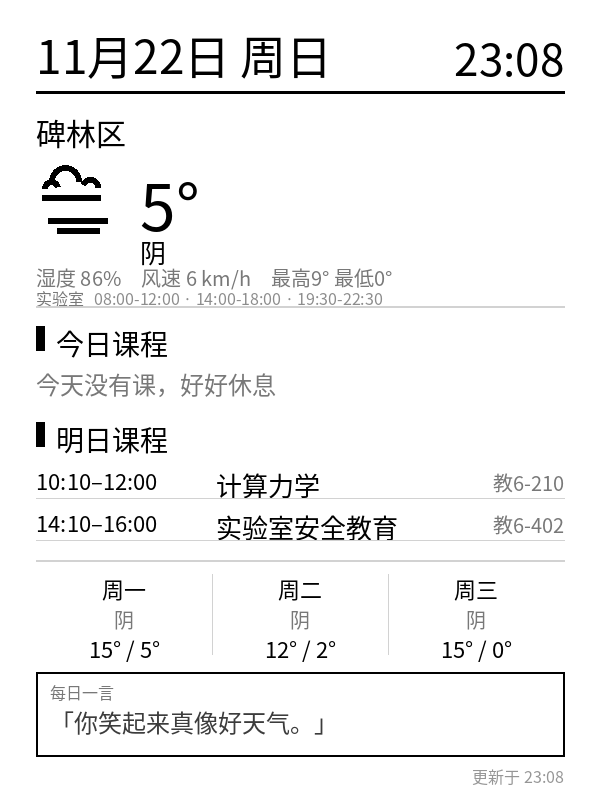 11月22日 周日 23:08
碑林区
5°
阴
湿度 86% 风速 6 km/h 最高9° 最低0°
实验室 08:00-12:00 · 14:00-18:00 · 19:30-22:30
今日课程
今天没有课，好好休息
明日课程
10:10–12:00 计算力学 教6-210
14:10–16:00 实验室安全教育 教6-402
周一 周二 周三
阴 阴 阴
15° / 5° 12° / 2° 15° / 0°
每日一言
「你笑起来真像好天气。」
更新于 23:08